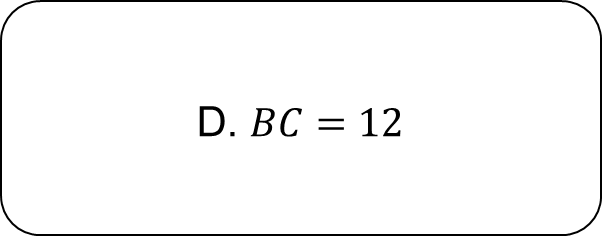 D. BC = 12